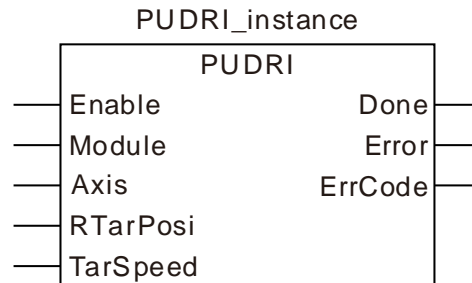 PUDRI_instance
PUDRI
Enable Done
Module Error
Axis ErrCode
RTarPosi
TarSpeed